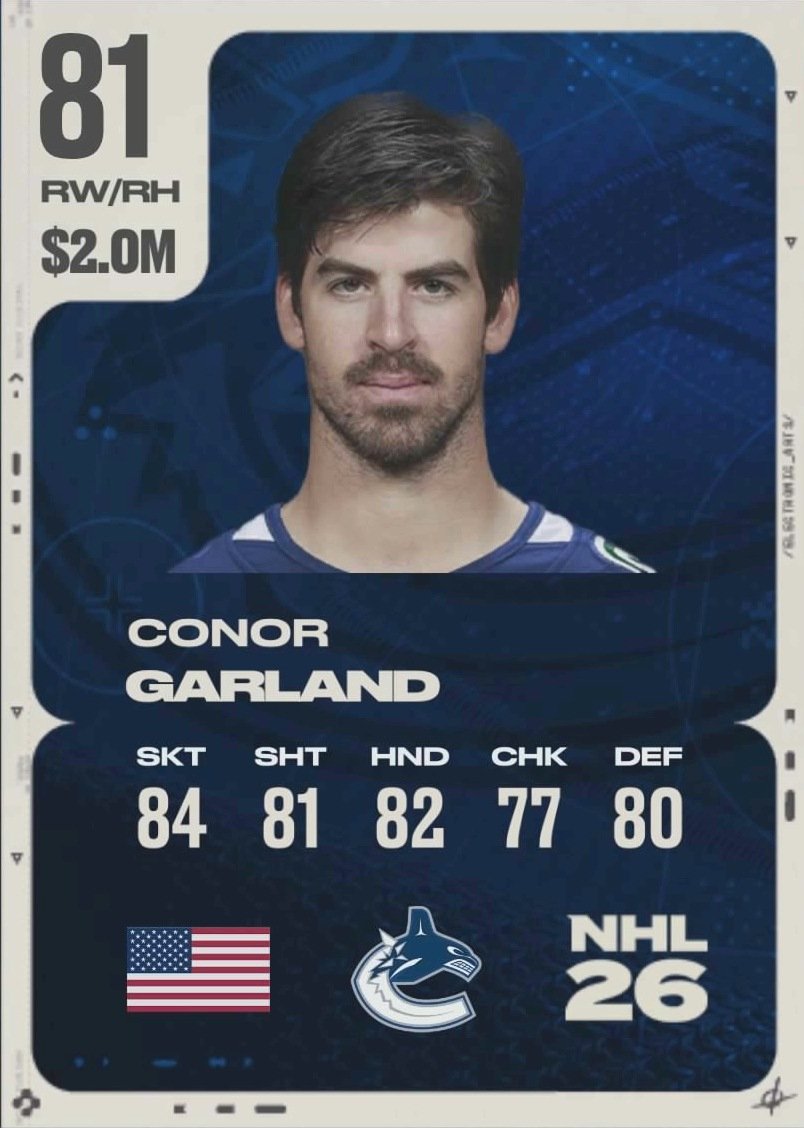 81
RW/RH
$2.0M
/ELECTRONIC_ARTS/
CONOR
GARLAND
SKT SHT HND CHK DEF
84 81 82 77 80
NHL
26